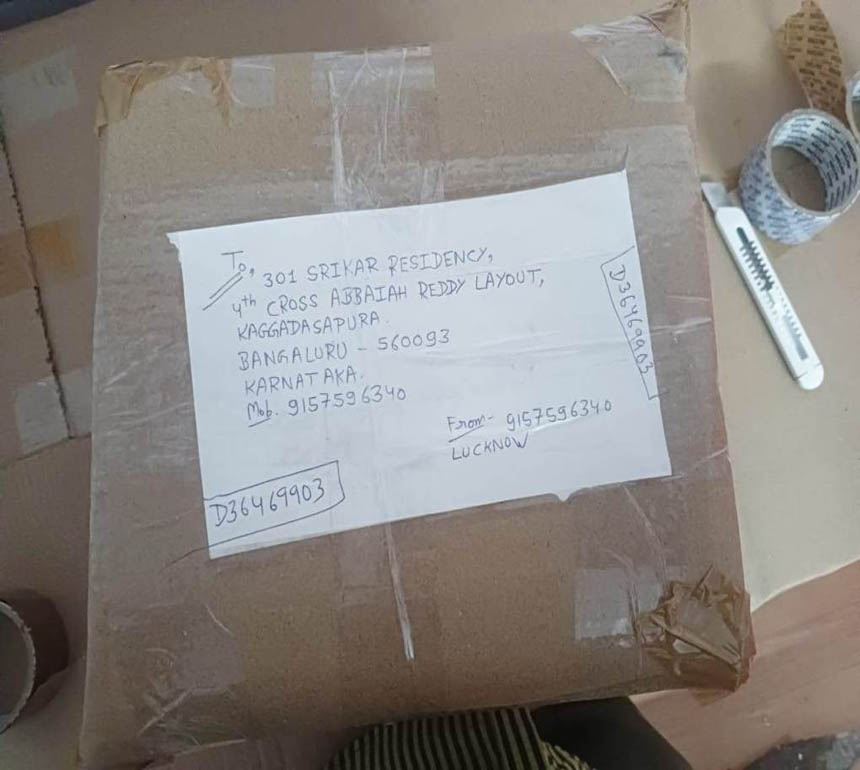 To,
301 SRIKAR RESIDENCY,
4th CROSS ABBAIAH REDDY LAYOUT,
KAGGADASAPURA.
BANGALURU - 560093
KARNATAKA.
Mob. 9157596340
From- 9157596340
LUCKNOW
D36469903
D36469903